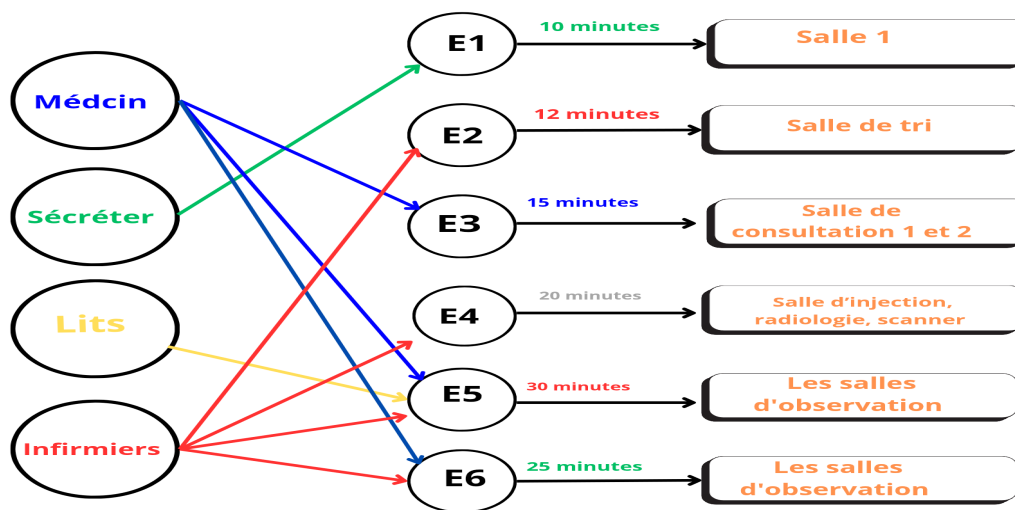 Médcin
Sécréter
Lits
Infirmiers
E1
10 minutes
Salle 1
E2
12 minutes
Salle de tri
E3
15 minutes
Salle de
consultation 1 et 2
E4
20 minutes
Salle d'injection,
radiologie, scanner
E5
30 minutes
Les salles
d'observation
E6
25 minutes
Les salles
d'observation